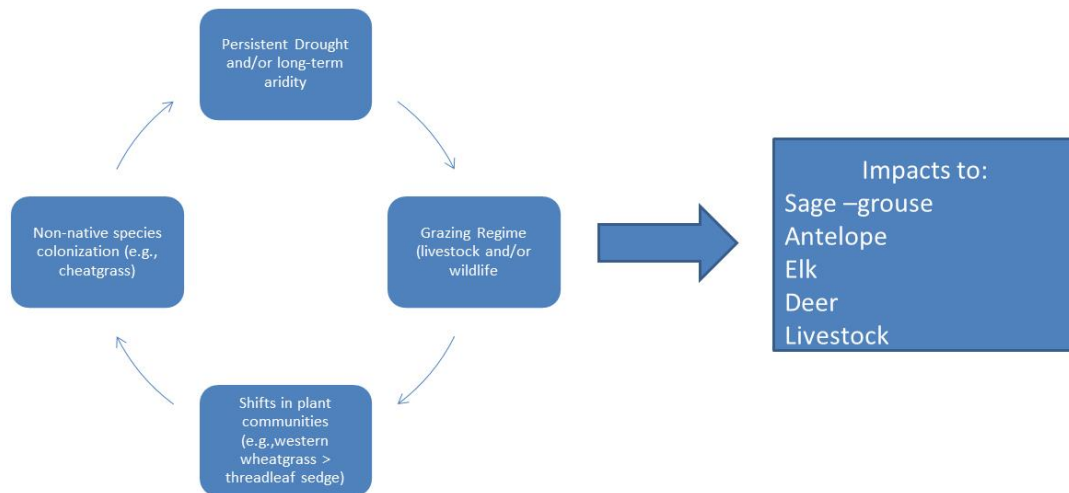 Persistent Drought
and/or long-term
aridity
Grazing Regime
(livestock and/or
wildlife
Shifts in plant
communities
(e.g.,western
wheatgrass >
threadleaf sedge)
Non-native species
colonization (e.g.,
cheatgrass)
Impacts to:
Sage –grouse
Antelope
Elk
Deer
Livestock